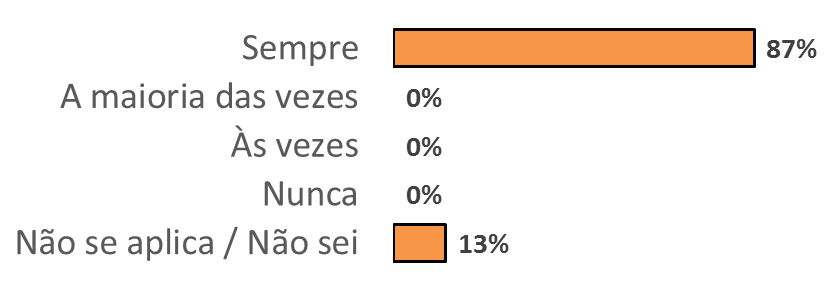 Sempre 87%
A maioria das vezes 0%
Às vezes 0%
Nunca 0%
Não se aplica / Não sei 13%